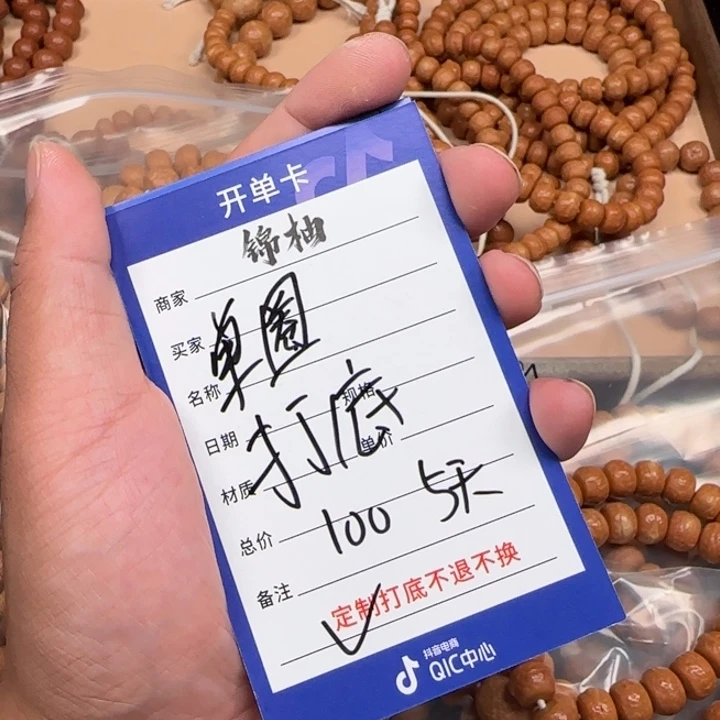 开单卡
锦柚
商家
买家
单圈
名称
规格
日期
单价
打底
材质
总价
100 5天
备注
定制打底不退不换
抖音电商
QIC中心